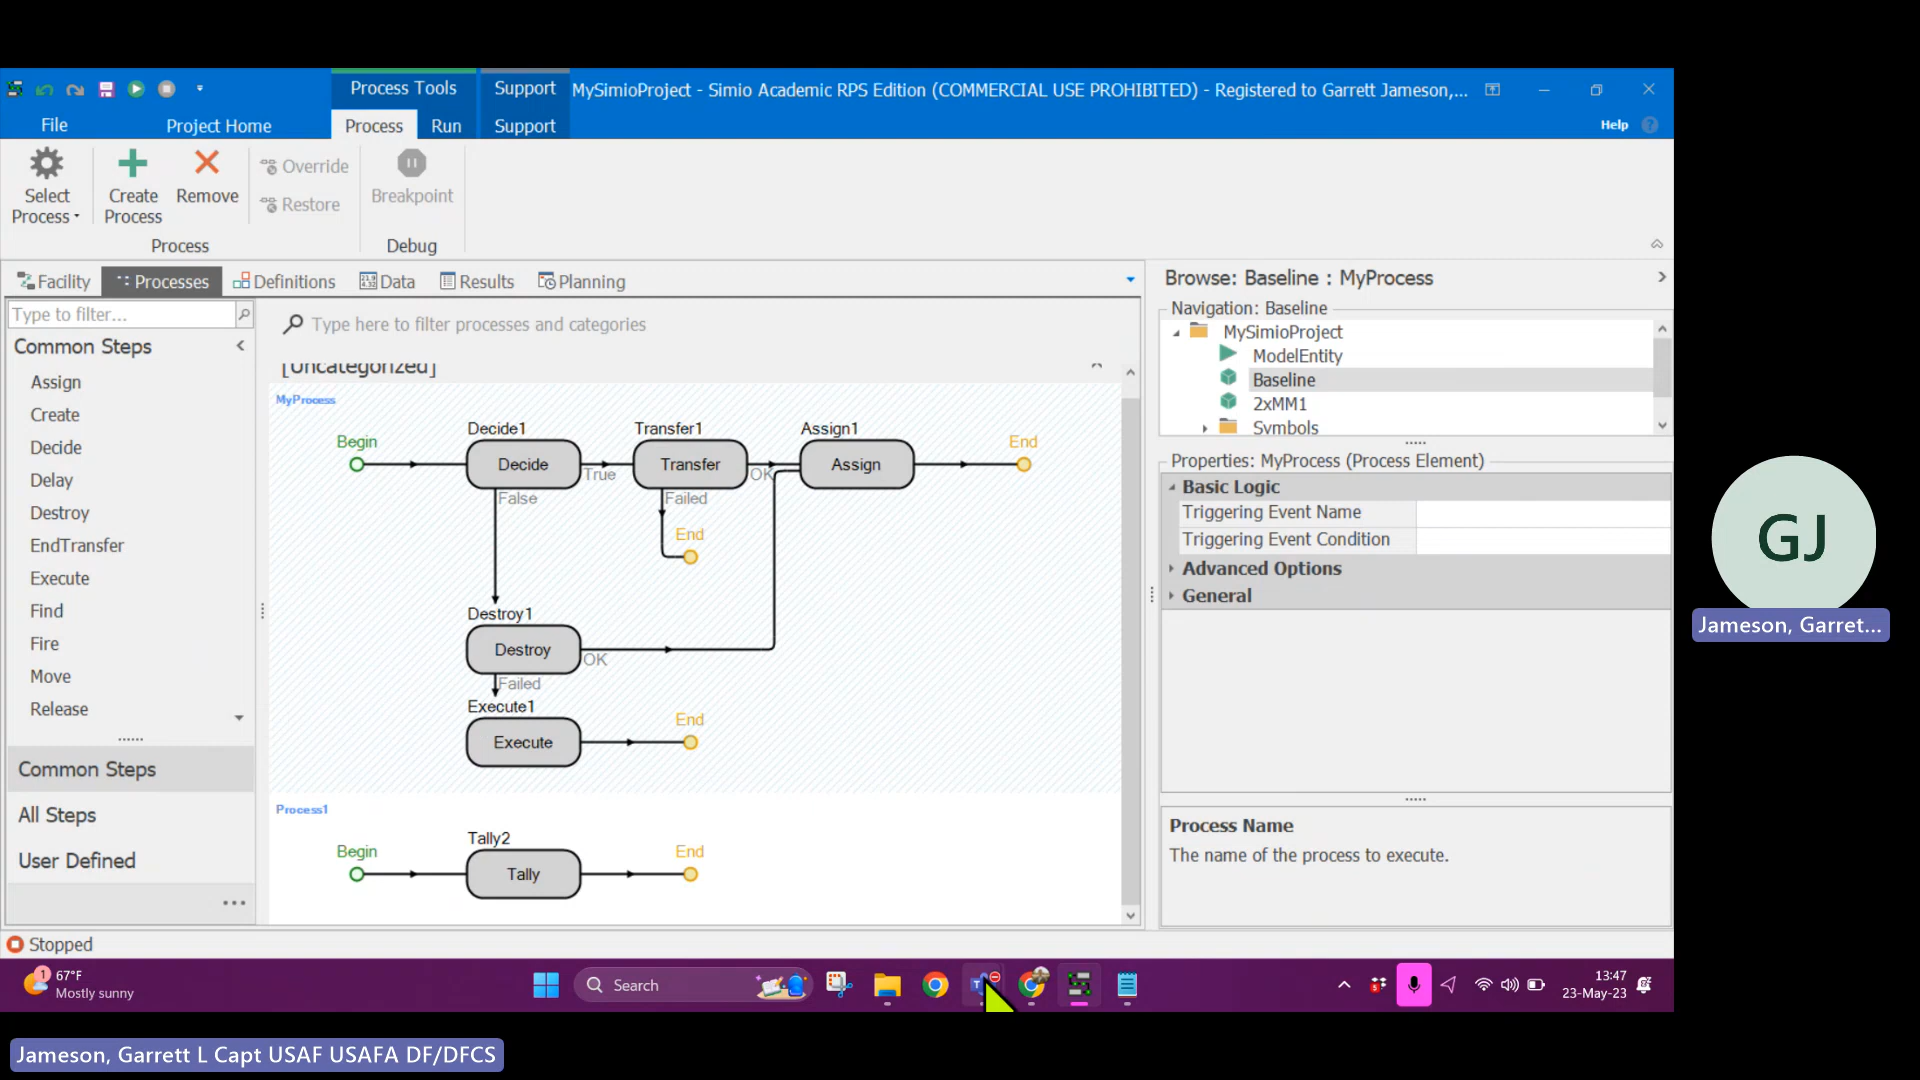 Process Tools
Support
MySimioProject - Simio Academic RPS Edition (COMMERCIAL USE PROHIBITED) - Registered to Garrett Jameson,...
File
Project Home
Process
Run
Support
Help
Select
Process
Create
Process
Remove
Override
Restore
Breakpoint
Process
Debug
Facility
Processes
Definitions
Data
Results
Planning
Type to filter...
Common Steps
Assign
Create
Decide
Delay
Destroy
EndTransfer
Execute
Find
Fire
Move
Release
Common Steps
All Steps
User Defined
Type here to filter processes and categories
[Uncategorized]
MyProcess
Begin
Decide1
Decide
True
False
Transfer1
Transfer
OK
Failed
End
Assign1
Assign
End
Destroy1
Destroy
OK
Failed
Execute1
Execute
End
Process1
Begin
Tally2
Tally
End
Browse: Baseline : MyProcess
Navigation: Baseline
MySimioProject
ModelEntity
Baseline
2xMM1
Symbols
Properties: MyProcess (Process Element)
Basic Logic
Triggering Event Name
Triggering Event Condition
Advanced Options
General
Process Name
The name of the process to execute.
GJ
Jameson, Garret...
Stopped
1
67°F
Mostly sunny
Search
13:47
23-May-23
Jameson, Garrett L Capt USAF USAFA DF/DFCS